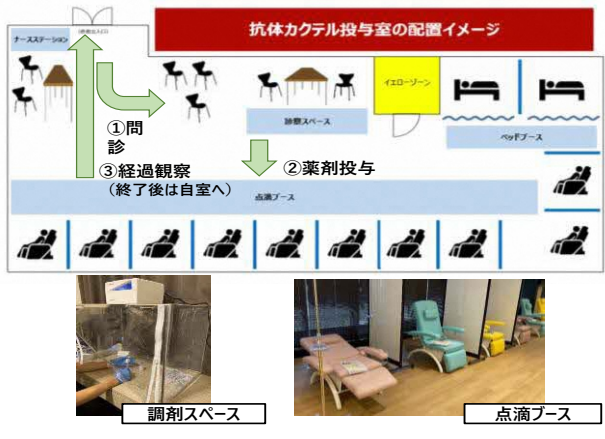 抗体カクテル投与室の配置イメージ
ナースステーション
イエローゾーン
診察スペース
ベッドブース
①問
診
②薬剤投与
③経過観察
(終了後は自室へ)
点滴ブース
調剤スペース
点滴ブース